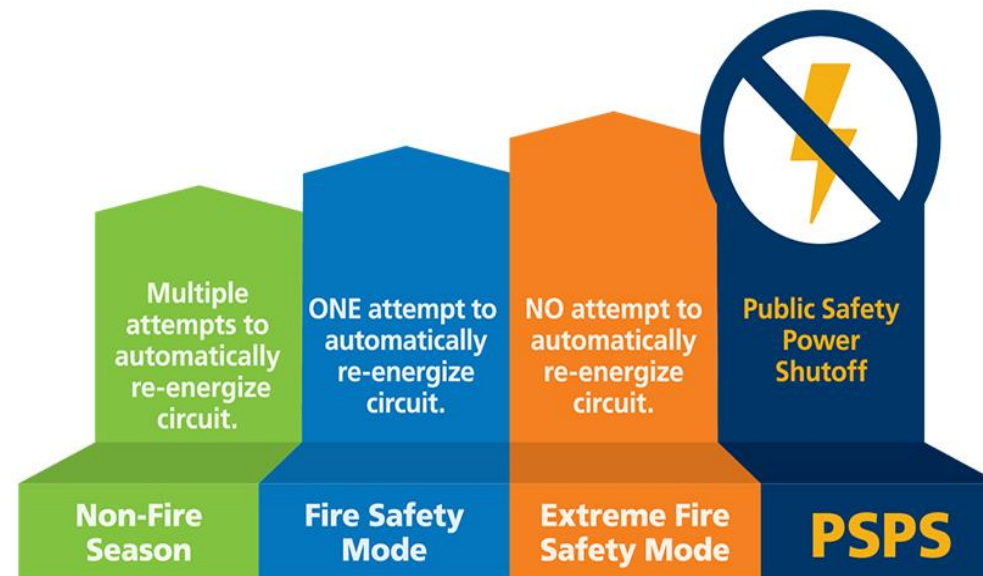 Multiple
attempts to
automatically
re-energize
circuit.
ONE attempt to
automatically
re-energize
circuit.
NO attempt to
automatically
re-energize
circuit.
Public Safety
Power
Shutoff
Non-Fire
Season
Fire Safety
Mode
Extreme Fire
Safety Mode
PSPS